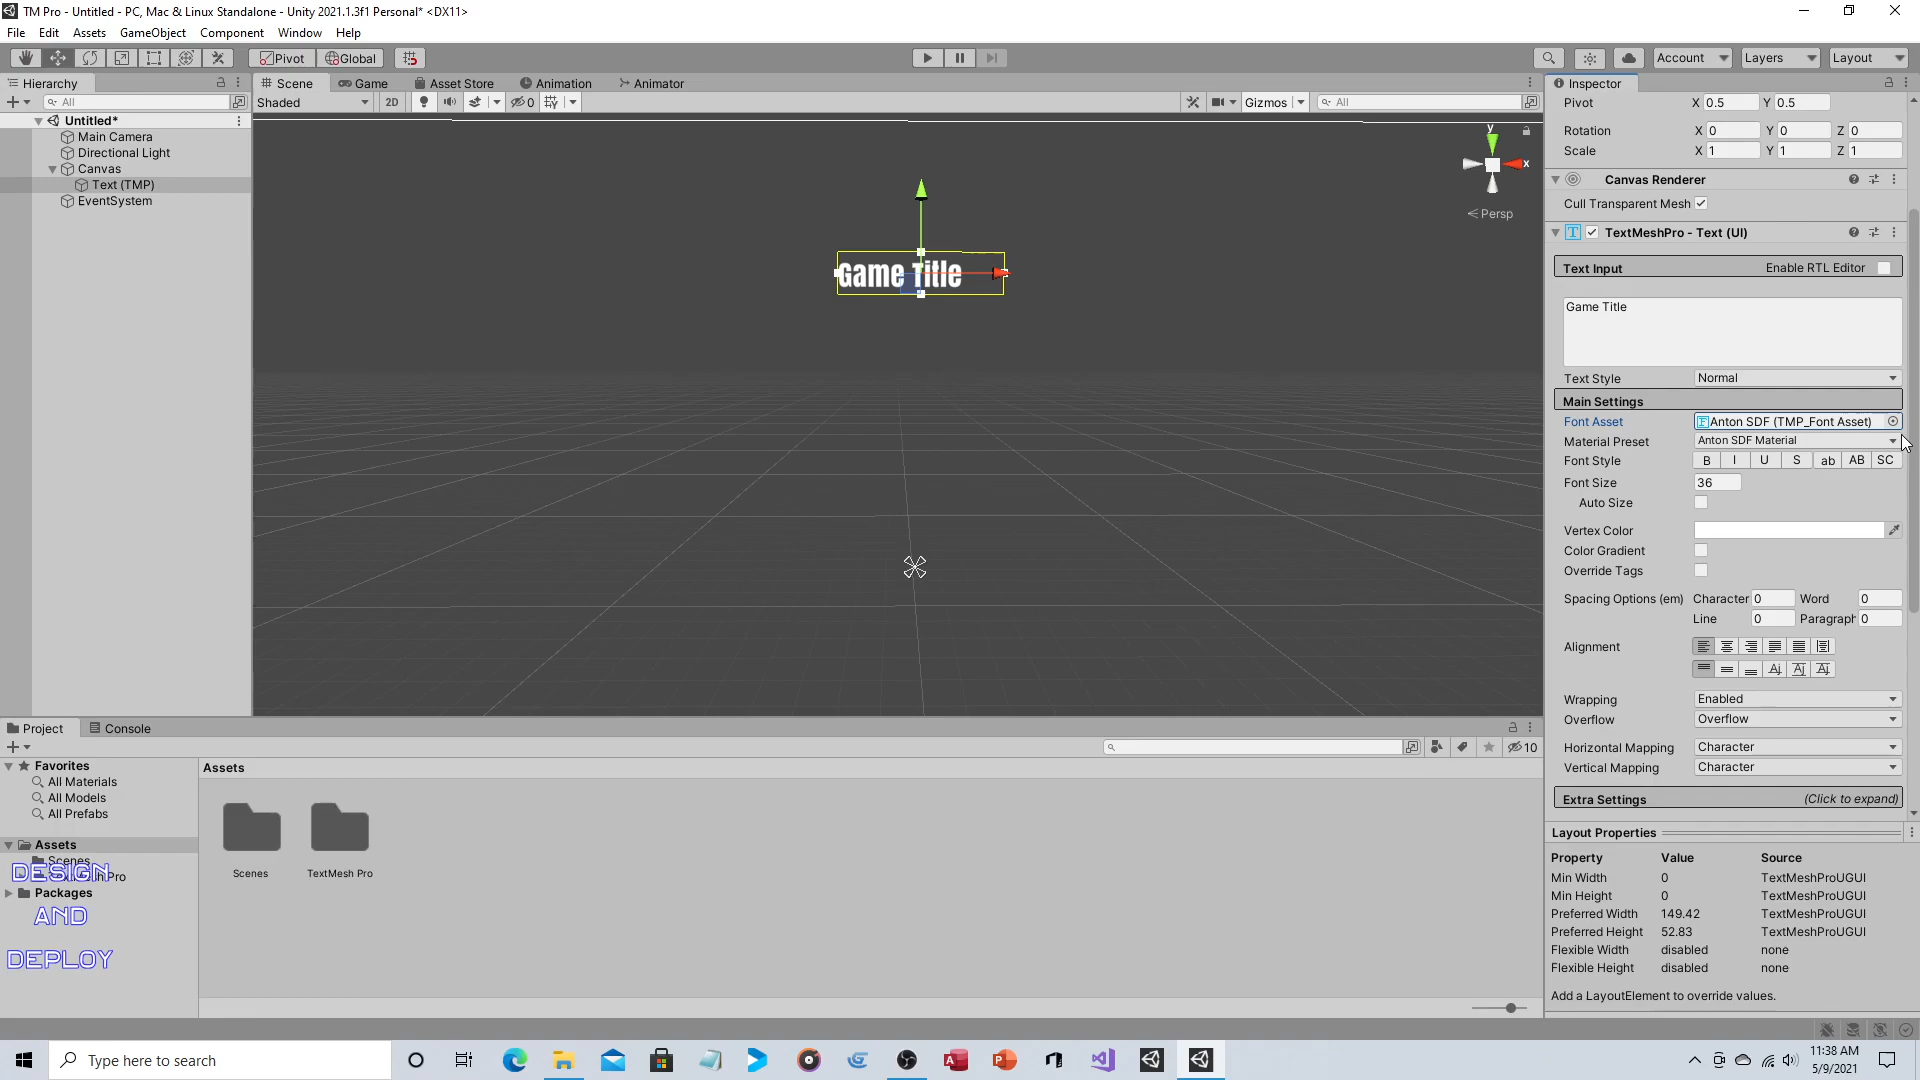 TM Pro - Untitled - PC, Mac & Linux Standalone - Unity 2021.1.3f1 Personal* <DX11>
File Edit Assets GameObject Component Window Help
Pivot Global Account Layers Layout
Hierarchy
All
Untitled*
Main Camera
Directional Light
Canvas
Text (TMP)
EventSystem
Scene Game Asset Store Animation Animator
Shaded 2D 0 Gizmos All
y
x
< Persp
Game Title
Inspector
Pivot X 0.5 Y 0.5
Rotation X 0 Y 0 Z 0
Scale X 1 Y 1 Z 1
Canvas Renderer
Cull Transparent Mesh
TextMeshPro - Text (UI)
Text Input Enable RTL Editor
Game Title
Text Style Normal
Main Settings
Font Asset Anton SDF (TMP_Font Asset)
Material Preset Anton SDF Material
Font Style B I U S ab AB SC
Font Size 36
Auto Size
Vertex Color
Color Gradient
Override Tags
Spacing Options (em) Character 0 Word 0
Line 0 Paragraph 0
Alignment
Wrapping Enabled
Overflow Overflow
Horizontal Mapping Character
Vertical Mapping Character
Extra Settings (Click to expand)
Layout Properties
Property Value Source
Min Width 0 TextMeshProUGUI
Min Height 0 TextMeshProUGUI
Preferred Width 149.42 TextMeshProUGUI
Preferred Height 52.83 TextMeshProUGUI
Flexible Width disabled none
Flexible Height disabled none
Add a LayoutElement to override values.
Project Console
10
Favorites
All Materials
All Models
All Prefabs
Assets
Scenes
Packages
Assets
Scenes TextMesh Pro
DESIGN
AND
DEPLOY
Type here to search
11:38 AM
5/9/2021